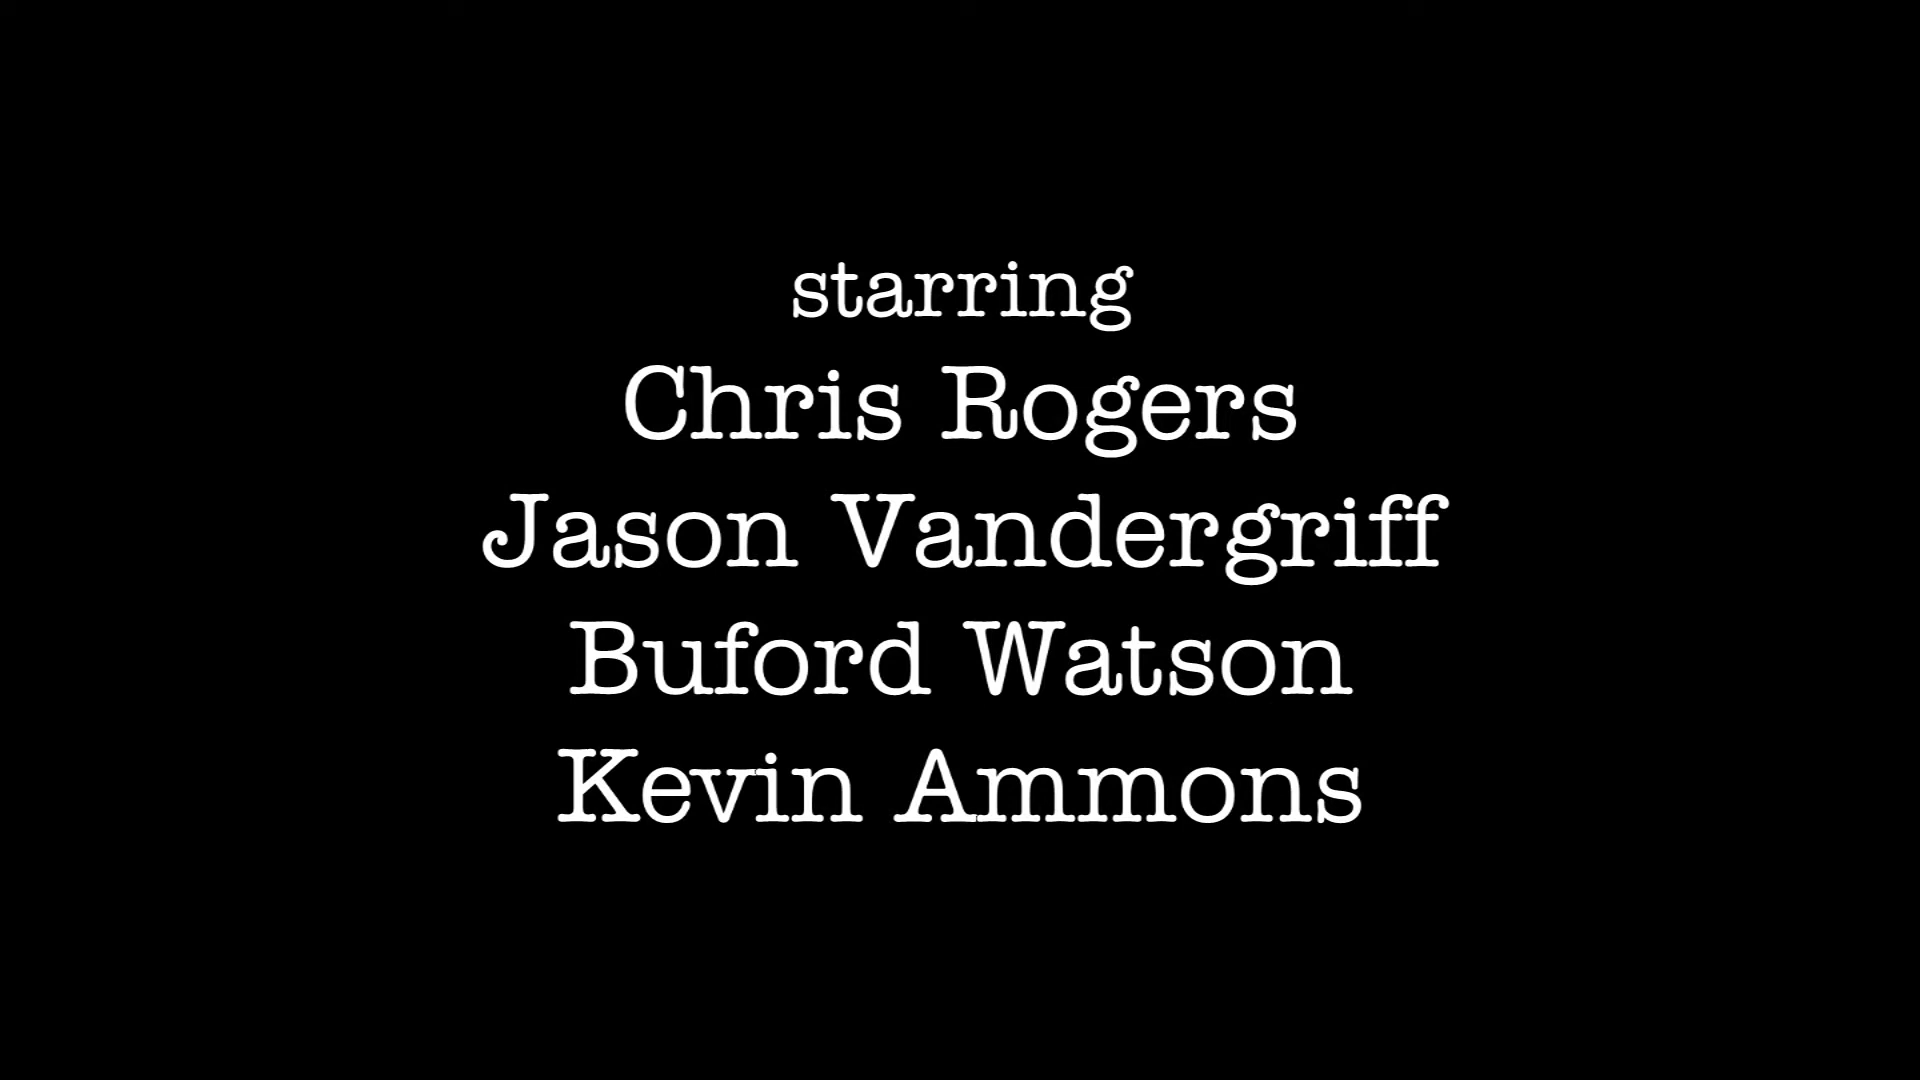 starring
Chris Rogers
Jason Vandergriff
Buford Watson
Kevin Ammons